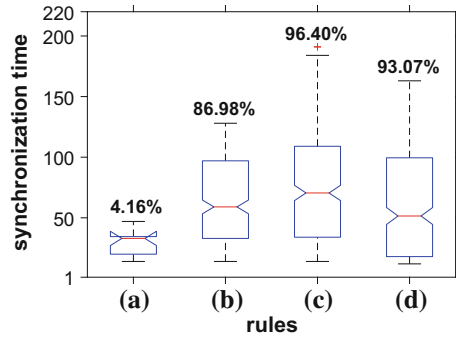 220
200
150
100
50
1
synchronization time
4.16%
86.98%
96.40%
93.07%
(a)
(b)
(c)
(d)
rules